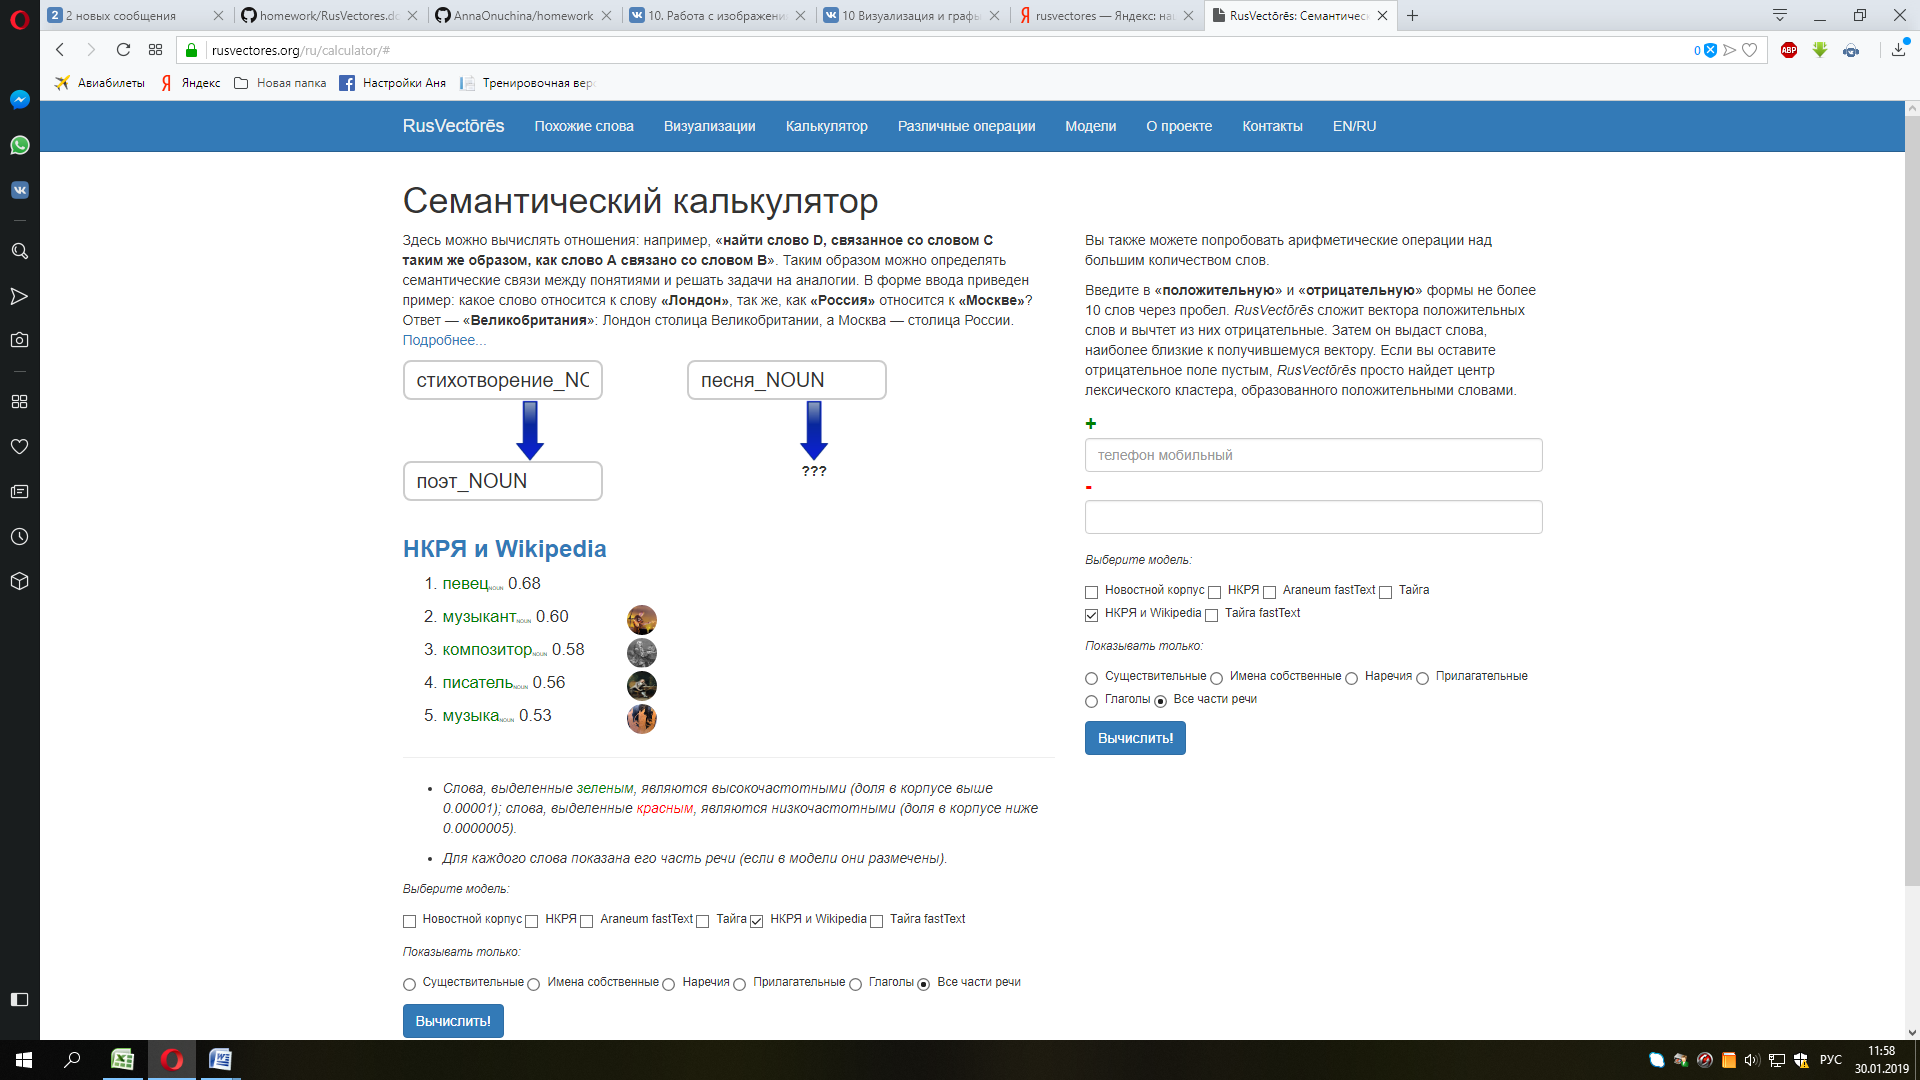 2 новых сообщения
homework/RusVectores.do
AnnaOnuchina/homework
10. Работа с изображени
10 Визуализация и графы
rusvectores — Яндекс: на
RusVectōrēs: Семантичес
rusvectores.org/ru/calculator/#
0
ABP
Авиабилеты
Яндекс
Новая папка
Настройки Аня
Тренировочная вер
RusVectōrēs
Похожие слова
Визуализации
Калькулятор
Различные операции
Модели
О проекте
Контакты
EN/RU
Семантический калькулятор
Здесь можно вычислять отношения: например, «найти слово D, связанное со словом C
таким же образом, как слово A связано со словом B». Таким образом можно определять
семантические связи между понятиями и решать задачи на аналогии. В форме ввода приведен
пример: какое слово относится к слову «Лондон», так же, как «Россия» относится к «Москве»?
Ответ — «Великобритания»: Лондон столица Великобритании, а Москва — столица России.
Подробнее...
стихотворение_NO
песня_NOUN
поэт_NOUN
???
НКРЯ и Wikipedia
1. певец NOUN 0.68
2. музыкант NOUN 0.60
3. композитор NOUN 0.58
4. писатель NOUN 0.56
5. музыка NOUN 0.53
• Слова, выделенные зеленым, являются высокочастотными (доля в корпусе выше
0.00001); слова, выделенные красным, являются низкочастотными (доля в корпусе ниже
0.0000005).
• Для каждого слова показана его часть речи (если в модели они размечены).
Выберите модель:
Новостной корпус НКРЯ Araneum fastText Тайга НКРЯ и Wikipedia Тайга fastText
Показывать только:
Существительные Имена собственные Наречия Прилагательные Глаголы Все части речи
Вычислить!
Вы также можете попробовать арифметические операции над
большим количеством слов.
Введите в «положительную» и «отрицательную» формы не более
10 слов через пробел. RusVectōrēs сложит вектора положительных
слов и вычтет из них отрицательные. Затем он выдаст слова,
наиболее близкие к получившемуся вектору. Если вы оставите
отрицательное поле пустым, RusVectōrēs просто найдет центр
лексического кластера, образованного положительными словами.
+
телефон мобильный
-
Выберите модель:
Новостной корпус НКРЯ Araneum fastText Тайга
НКРЯ и Wikipedia Тайга fastText
Показывать только:
Существительные Имена собственные Наречия Прилагательные
Глаголы Все части речи
Вычислить!
РУС
11:58
30.01.2019